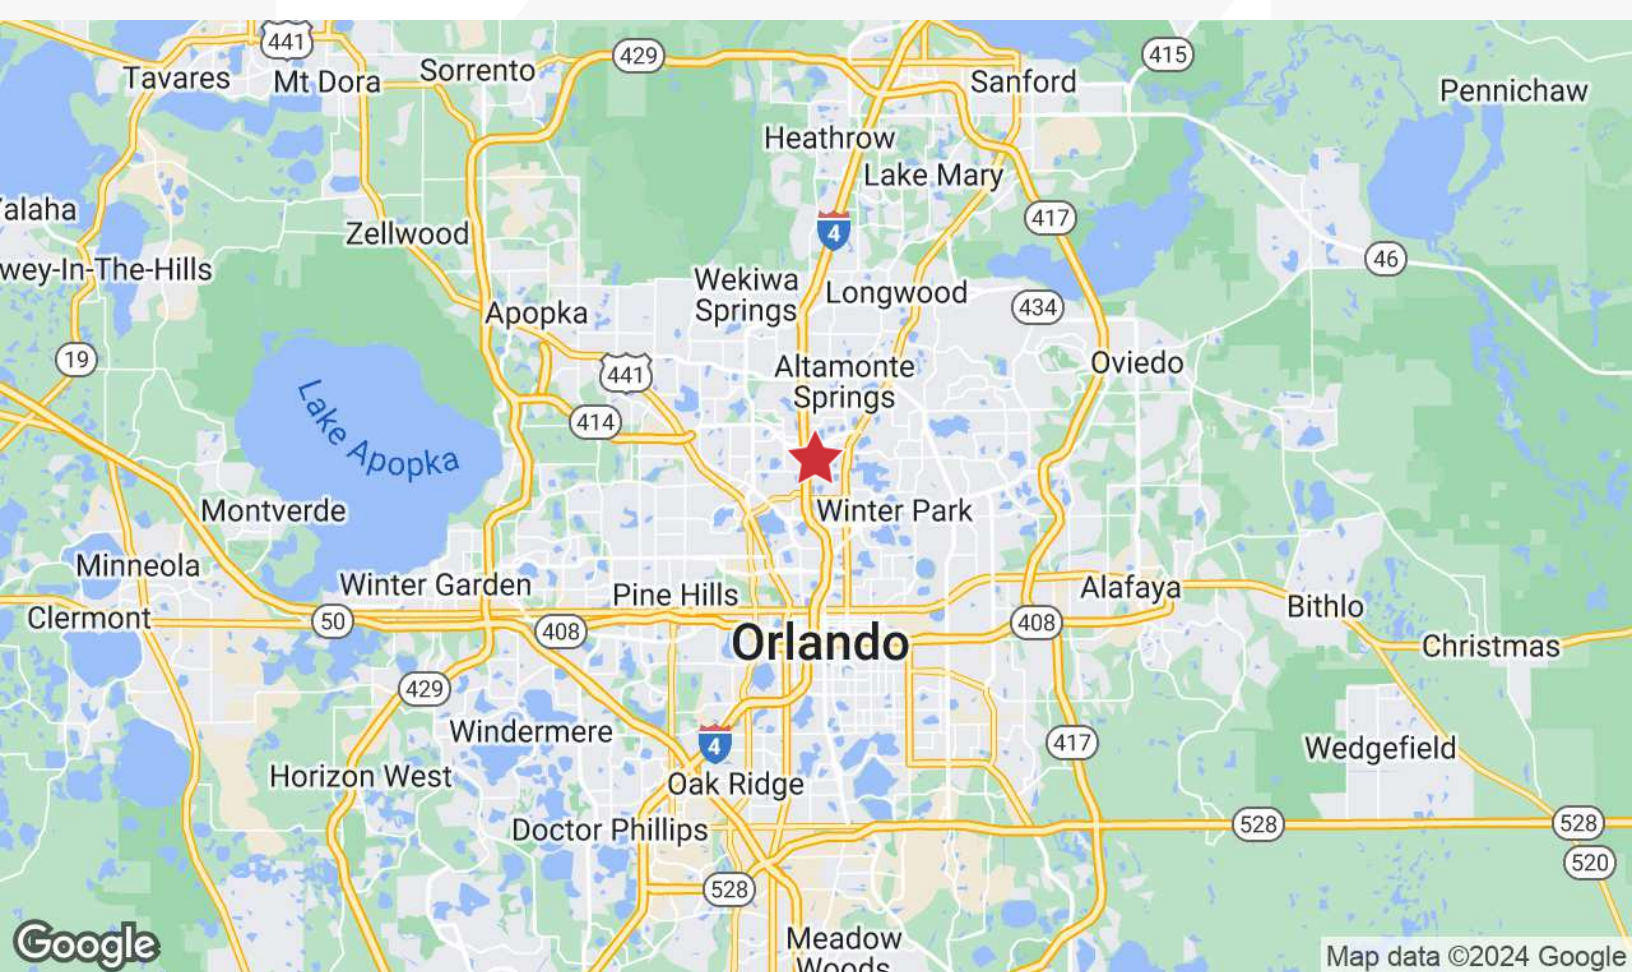 441
429
415
Tavares
Mt Dora
Sorrento
Sanford
Pennichaw
Heathrow
Lake Mary
417
4
Zellwood
46
Wekiwa
Springs
Longwood
434
Apopka
19
441
Altamonte
Springs
Oviedo
414
Lake Apopka
Montverde
Winter Park
Minneola
Winter Garden
Pine Hills
Alafaya
Bithlo
Clermont
50
408
Orlando
408
Christmas
429
Windermere
4
417
Wedgefield
Horizon West
Oak Ridge
Doctor Phillips
528
528
520
528
Meadow
Woods
Google
Map data ©2024 Google